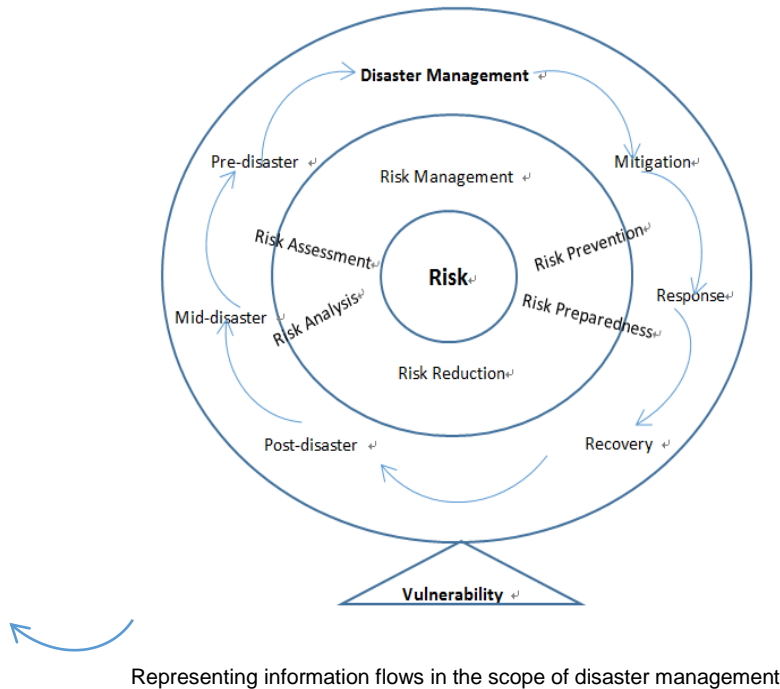 Disaster Management
Pre-disaster
Mitigation
Risk Management
Risk Assessment
Risk Prevention
Risk
Mid-disaster
Risk Analysis
Risk Preparedness
Response
Risk Reduction
Post-disaster
Recovery
Vulnerability
Representing information flows in the scope of disaster management